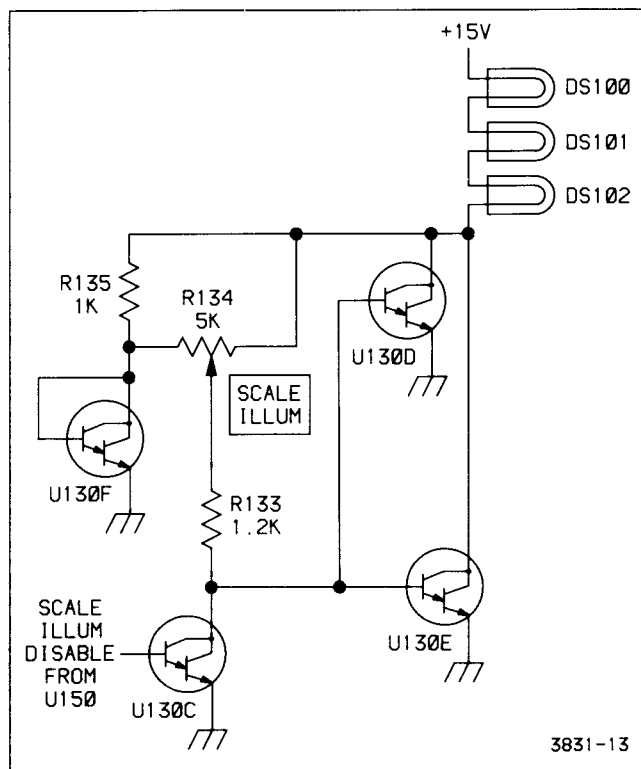 +15V
DS100
DS101
DS102
R135
1K
R134
5K
U130D
SCALE
ILLUM
U130F
R133
1.2K
SCALE
ILLUM
DISABLE
FROM
U150
U130C
U130E
3831-13